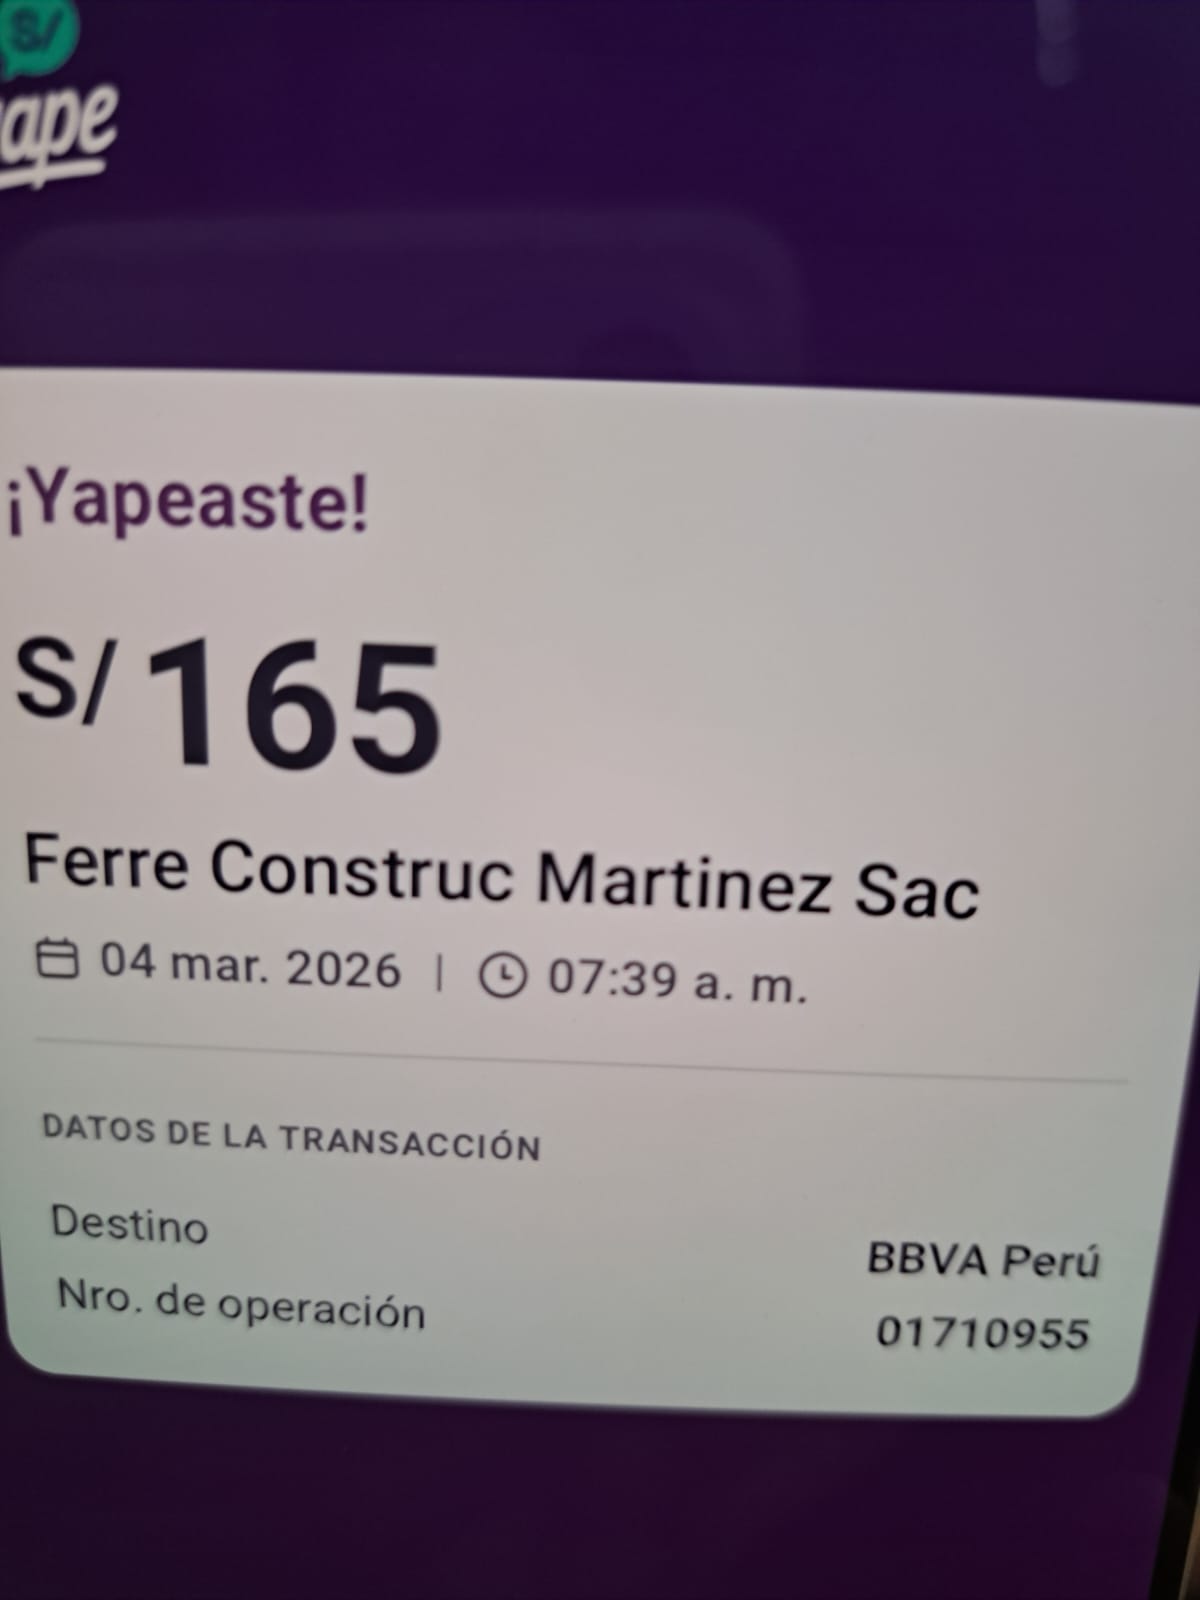 S/
yape
¡Yapeaste!
S/ 165
Ferre Construc Martinez Sac
04 mar. 2026 | 07:39 a. m.
DATOS DE LA TRANSACCIÓN
Destino BBVA Perú
Nro. de operación 01710955